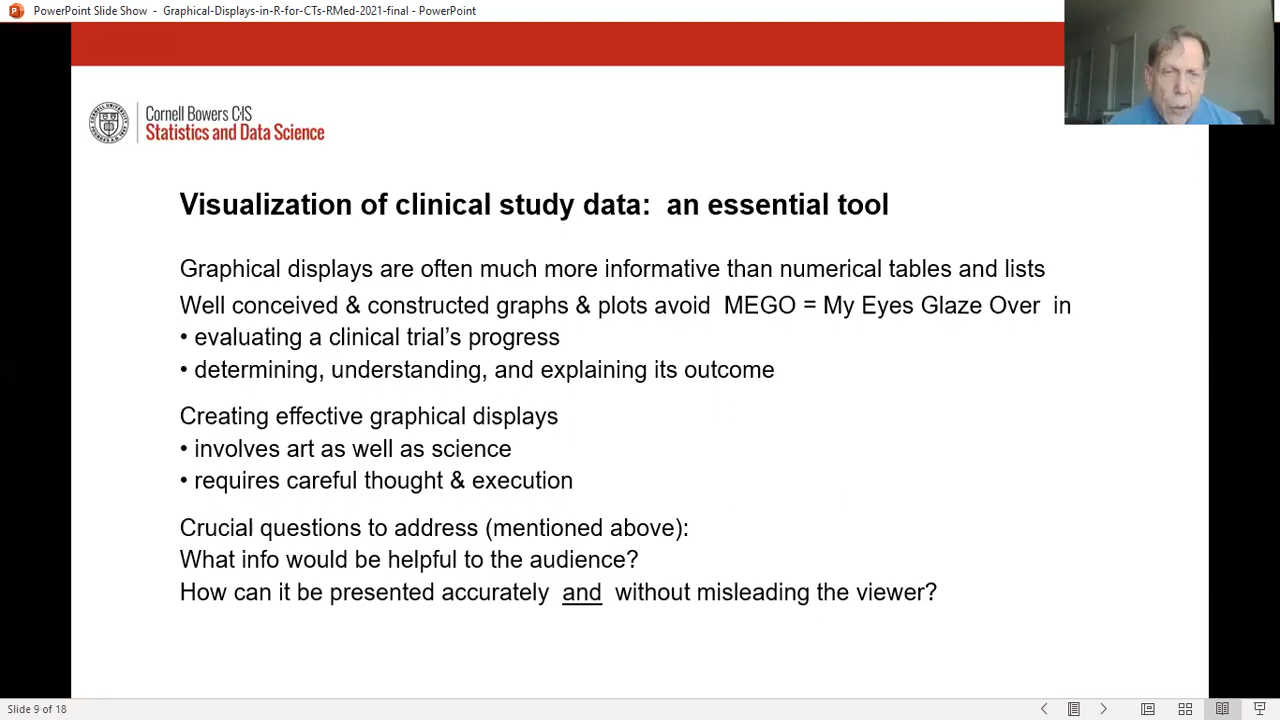 PowerPoint Slide Show - Graphical-Displays-in-R-for-CTs-RMed-2021-final - PowerPoint
Cornell Bowers C·IS
Statistics and Data Science
Visualization of clinical study data:  an essential tool
Graphical displays are often much more informative than numerical tables and lists
Well conceived & constructed graphs & plots avoid  MEGO = My Eyes Glaze Over  in
• evaluating a clinical trial’s progress
• determining, understanding, and explaining its outcome
Creating effective graphical displays
• involves art as well as science
• requires careful thought & execution
Crucial questions to address (mentioned above):
What info would be helpful to the audience?
How can it be presented accurately  and  without misleading the viewer?
Slide 9 of 18